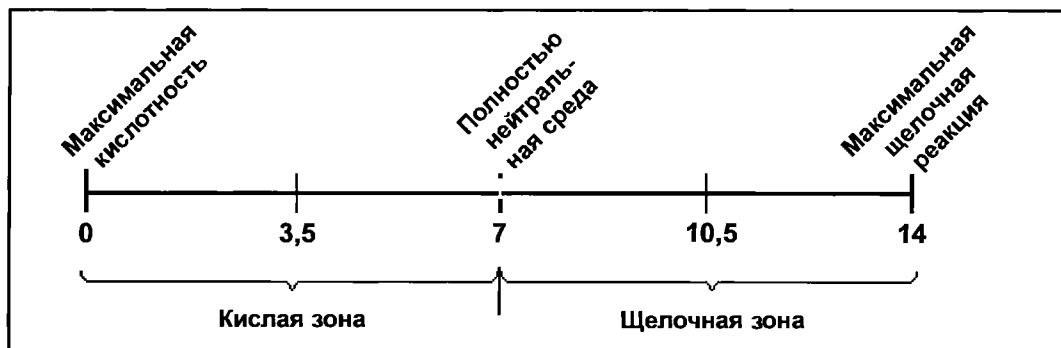 Максимальная
кислотность
Полностью
нейтраль-
ная среда
Максимальная
щелочная
реакция
0
3,5
7
10,5
14
Кислая зона
Щелочная зона